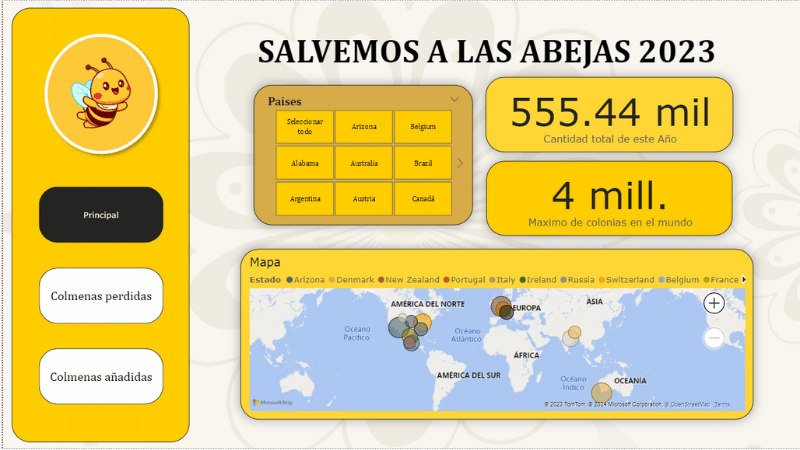 SALVEMOS A LAS ABEJAS 2023
Principal
Colmenas perdidas
Colmenas añadidas
Paises
Seleccionar todo
Arizona
Belgium
Alabama
Australia
Brazil
Argentina
Austria
Canadá
555.44 mil
Cantidad total de este Año
4 mill.
Maximo de colonias en el mundo
Mapa
Estado Arizona Denmark New Zealand Portugal Italy Ireland Russia Switzerland Belgium France
AMÉRICA DEL NORTE
EUROPA
ASIA
Océano Pacífico
Océano Atlántico
ÁFRICA
AMÉRICA DEL SUR
Océano Índico
OCEANÍA
Microsoft Bing
© 2023 TomTom, © 2024 Microsoft Corporation, © OpenStreetMap Terms